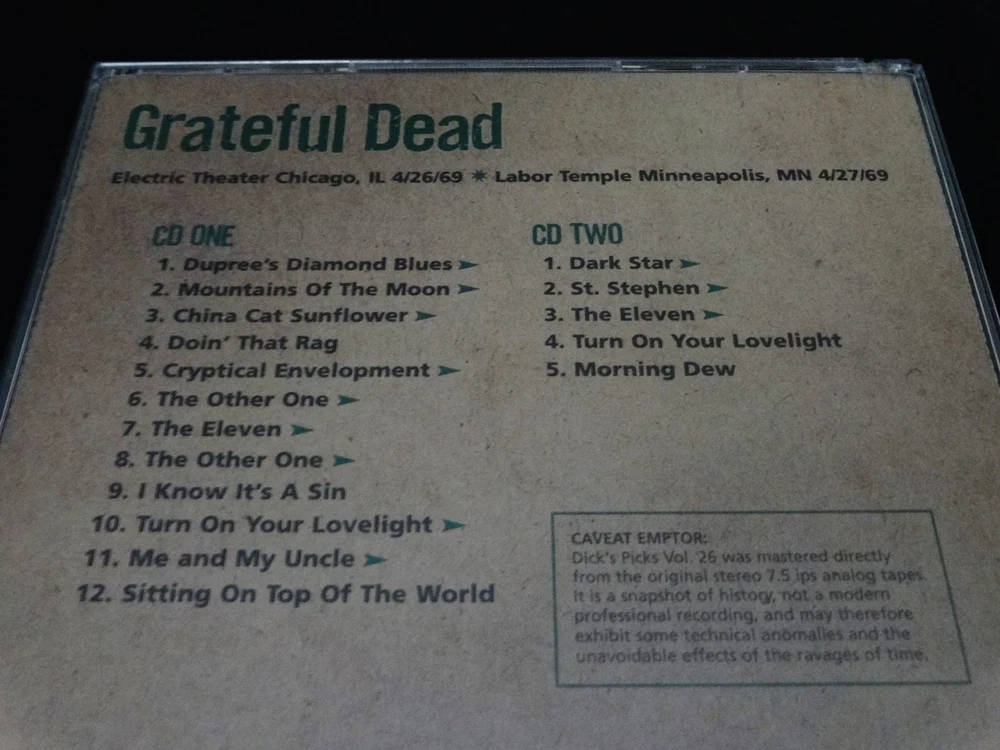 Grateful Dead
Electric Theater Chicago, IL 4/26/69 ✷ Labor Temple Minneapolis, MN 4/27/69
CD ONE
1. Dupree's Diamond Blues ➤
2. Mountains Of The Moon ➤
3. China Cat Sunflower ➤
4. Doin' That Rag
5. Cryptical Envelopment ➤
6. The Other One ➤
7. The Eleven ➤
8. The Other One ➤
9. I Know It's A Sin
10. Turn On Your Lovelight ➤
11. Me and My Uncle ➤
12. Sitting On Top Of The World
CD TWO
1. Dark Star ➤
2. St. Stephen ➤
3. The Eleven ➤
4. Turn On Your Lovelight
5. Morning Dew
CAVEAT EMPTOR:
Dick's Picks Vol. 26 was mastered directly
from the original stereo 7.5 ips analog tapes.
It is a snapshot of history, not a modern
professional recording, and may therefore
exhibit some technical anomalies and the
unavoidable effects of the ravages of time.